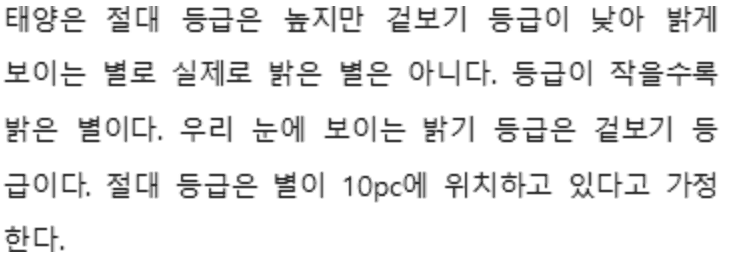 태양은 절대 등급은 높지만 겉보기 등급이 낮아 밝게
보이는 별로 실제로 밝은 별은 아니다. 등급이 작을수록
밝은 별이다. 우리 눈에 보이는 밝기 등급은 겉보기 등
급이다. 절대 등급은 별이 10pc에 위치하고 있다고 가정
한다.